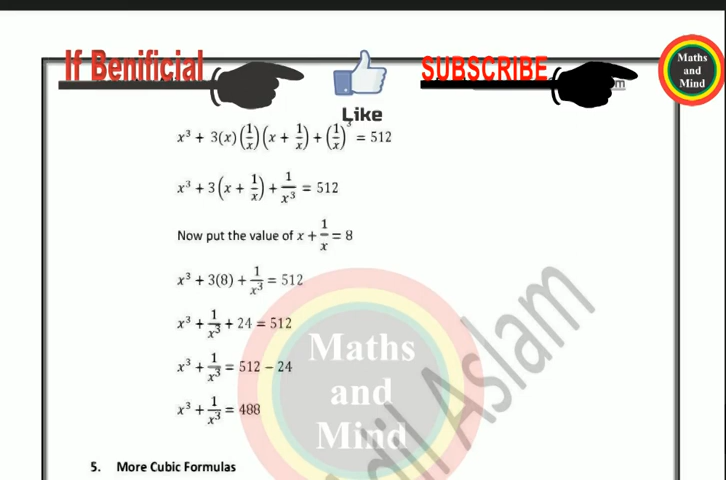 If Benificial
Like
SUBSCRIBE
m
Maths
and
Mind
x³ + 3(x)(1/x)(x + 1/x) + (1/x)³ = 512
x³ + 3(x + 1/x) + 1/x³ = 512
Now put the value of x + 1/x = 8
x³ + 3(8) + 1/x³ = 512
x³ + 1/x³ + 24 = 512
x³ + 1/x³ = 512 − 24
x³ + 1/x³ = 488
Maths
and
Mind
Aslam
5. More Cubic Formulas